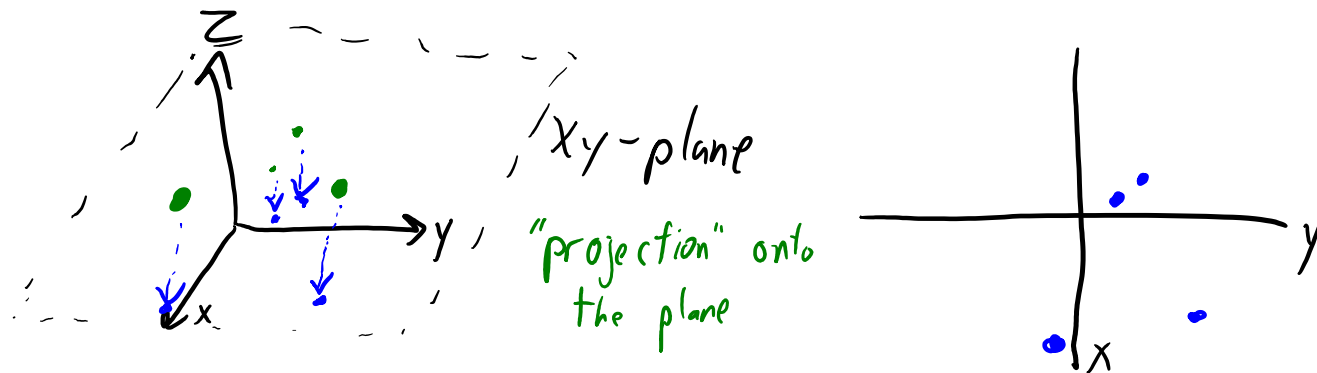 Z
xy-plane
y
"projection" onto
the plane
x
y
x